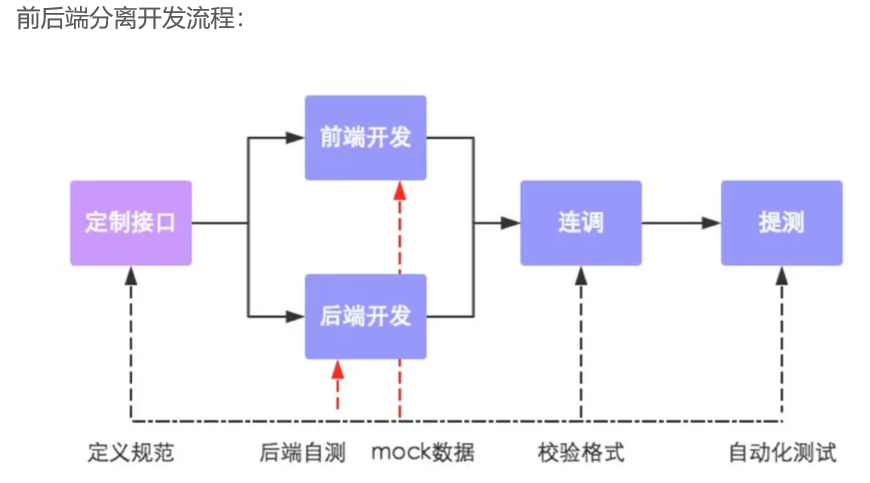 前后端分离开发流程：
前端开发
定制接口
连调
提测
后端开发
定义规范
后端自测
mock数据
校验格式
自动化测试